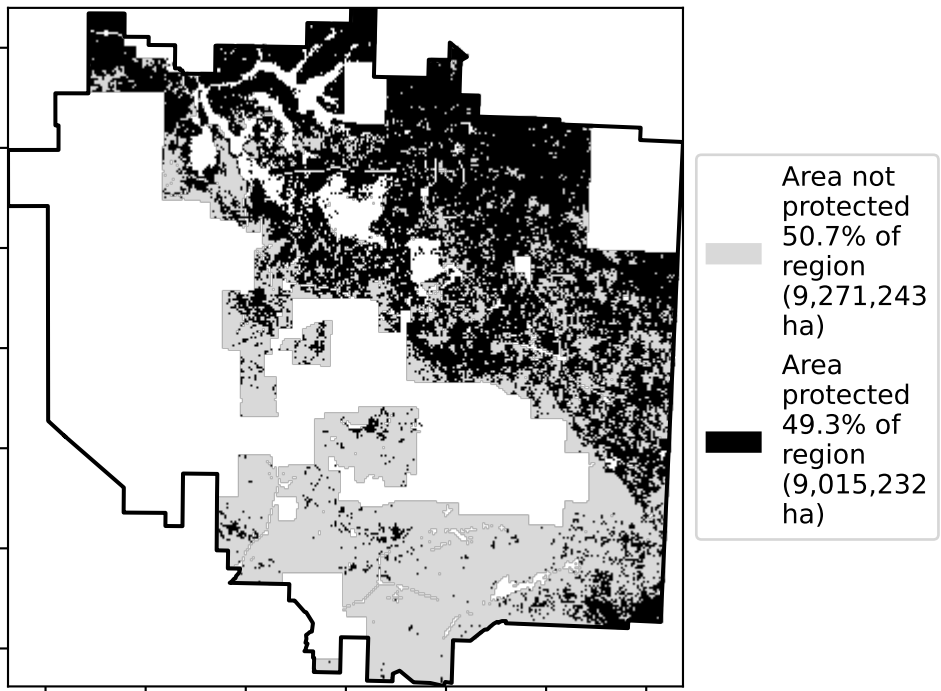 Area not
protected
50.7% of
region
(9,271,243
ha)
Area
protected
49.3% of
region
(9,015,232
ha)